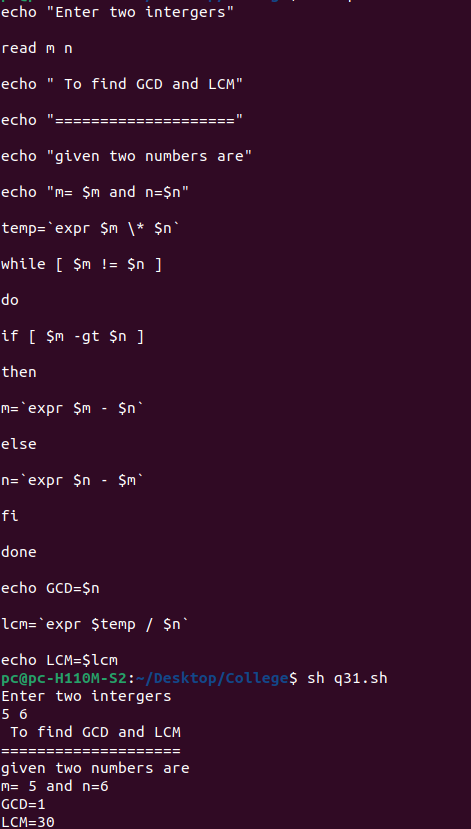 echo "Enter two intergers"
read m n
echo " To find GCD and LCM"
echo "===================="
echo "given two numbers are"
echo "m= $m and n=$n"
temp=`expr $m \* $n`
while [ $m != $n ]
do
if [ $m -gt $n ]
then
m=`expr $m - $n`
else
n=`expr $n - $m`
fi
done
echo GCD=$n
lcm=`expr $temp / $n`
echo LCM=$lcm
pc@pc-H110M-S2:~/Desktop/College$ sh q31.sh
Enter two intergers
5 6
 To find GCD and LCM
====================
given two numbers are
m= 5 and n=6
GCD=1
LCM=30